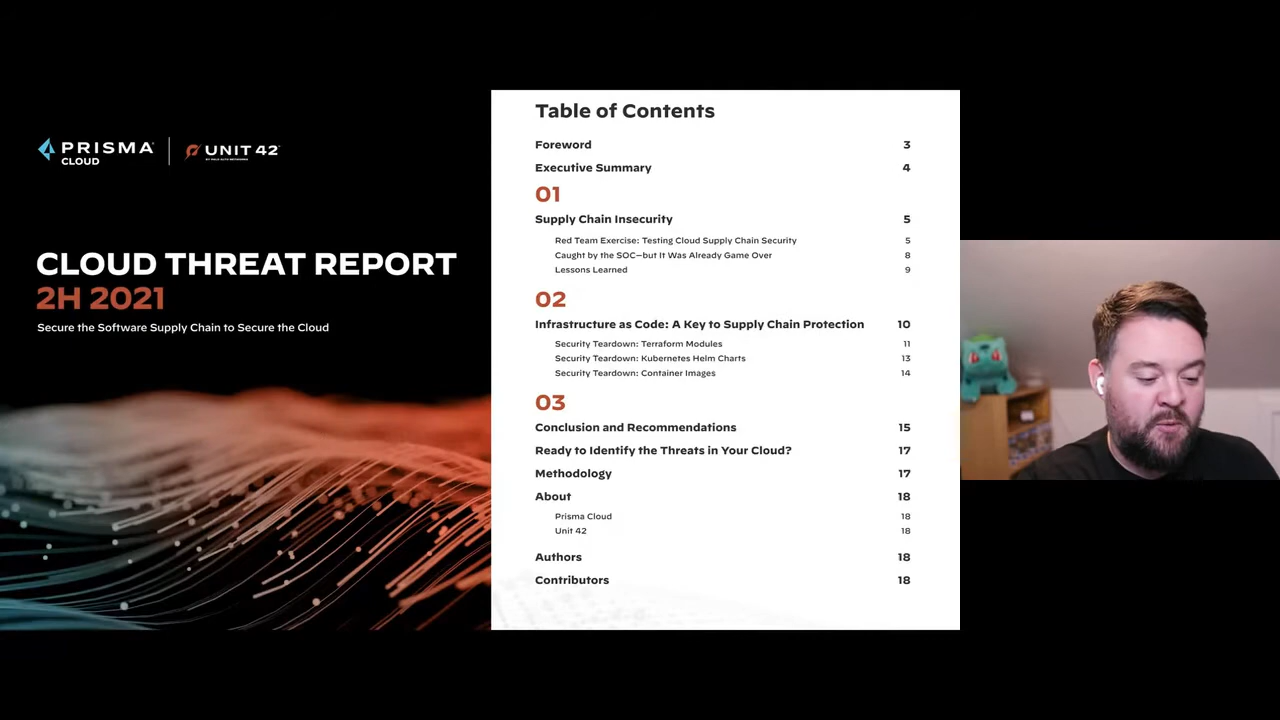 PRISMA CLOUD
UNIT 42
BY PALO ALTO NETWORKS
CLOUD THREAT REPORT
2H 2021
Secure the Software Supply Chain to Secure the Cloud
Table of Contents
Foreword 3
Executive Summary 4
01
Supply Chain Insecurity 5
Red Team Exercise: Testing Cloud Supply Chain Security 5
Caught by the SOC—but It Was Already Game Over 8
Lessons Learned 9
02
Infrastructure as Code: A Key to Supply Chain Protection 10
Security Teardown: Terraform Modules 11
Security Teardown: Kubernetes Helm Charts 13
Security Teardown: Container Images 14
03
Conclusion and Recommendations 15
Ready to Identify the Threats in Your Cloud? 17
Methodology 17
About 18
Prisma Cloud 18
Unit 42 18
Authors 18
Contributors 18